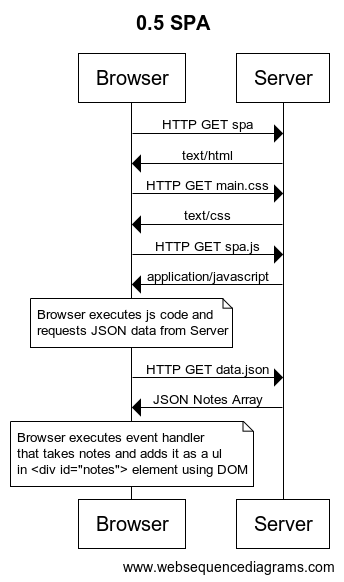 0.5 SPA
Browser
Server
HTTP GET spa
text/html
HTTP GET main.css
text/css
HTTP GET spa.js
application/javascript
Browser executes js code and
requests JSON data from Server
HTTP GET data.json
JSON Notes Array
Browser executes event handler
that takes notes and adds it as a ul
in <div id="notes"> element using DOM
Browser
Server
www.websequencediagrams.com